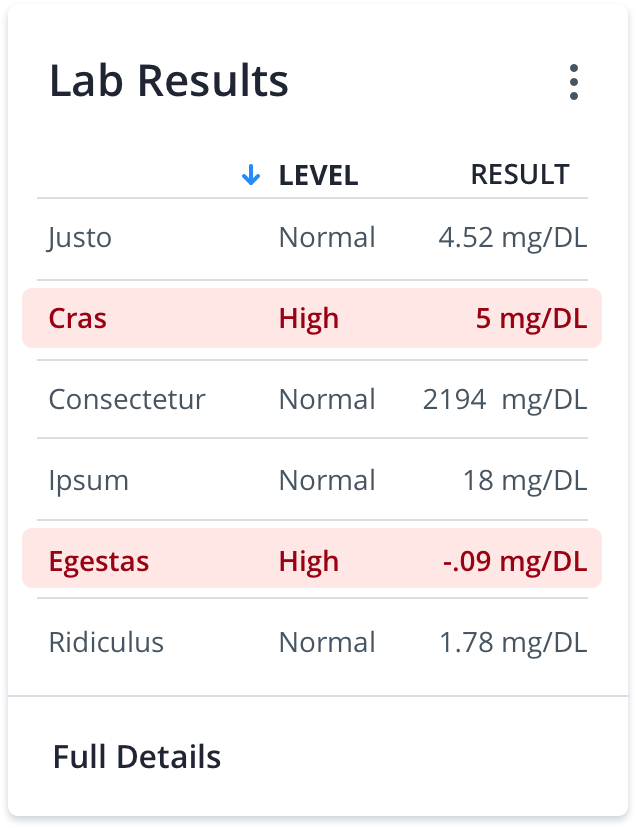 Lab Results
LEVEL RESULT
Justo Normal 4.52 mg/DL
Cras High 5 mg/DL
Consectetur Normal 2194  mg/DL
Ipsum Normal 18 mg/DL
Egestas High -.09 mg/DL
Ridiculus Normal 1.78 mg/DL
Full Details